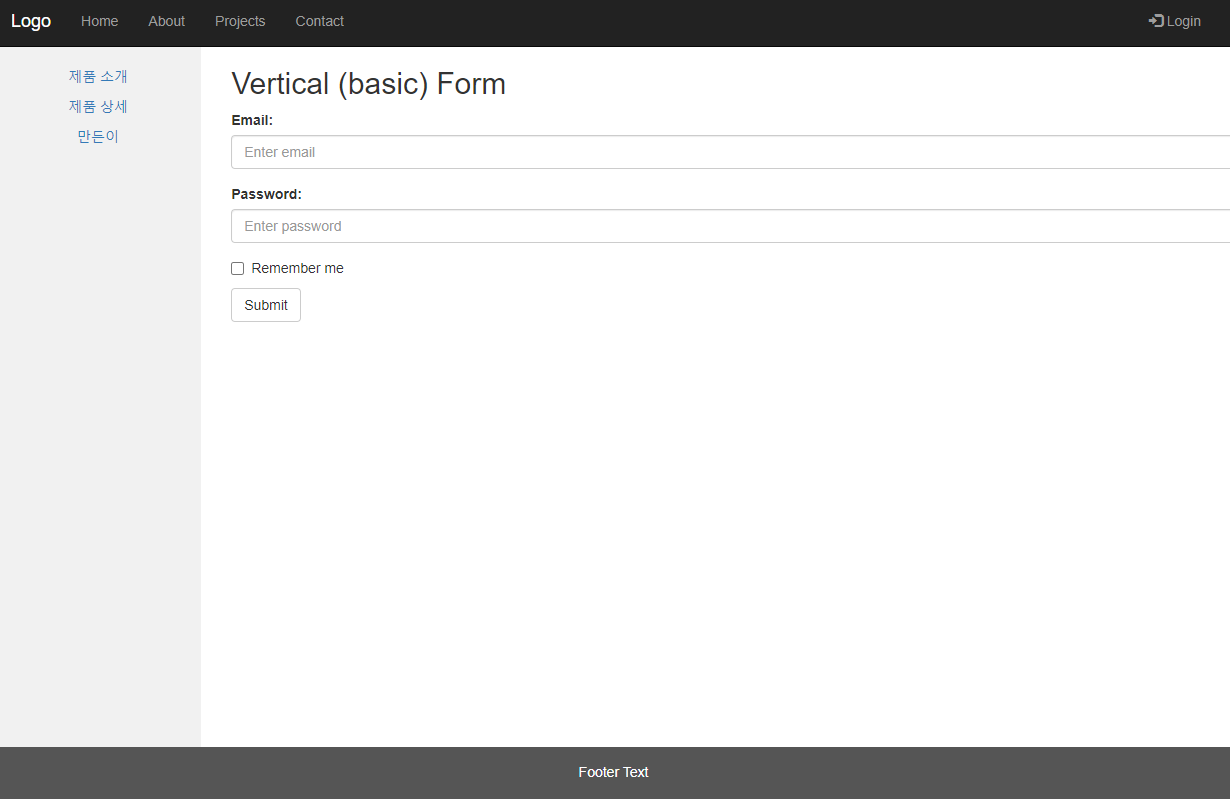 Logo Home About Projects Contact Login
제품 소개
제품 상세
만든이
Vertical (basic) Form
Email:
Enter email
Password:
Enter password
Remember me
Submit
Footer Text